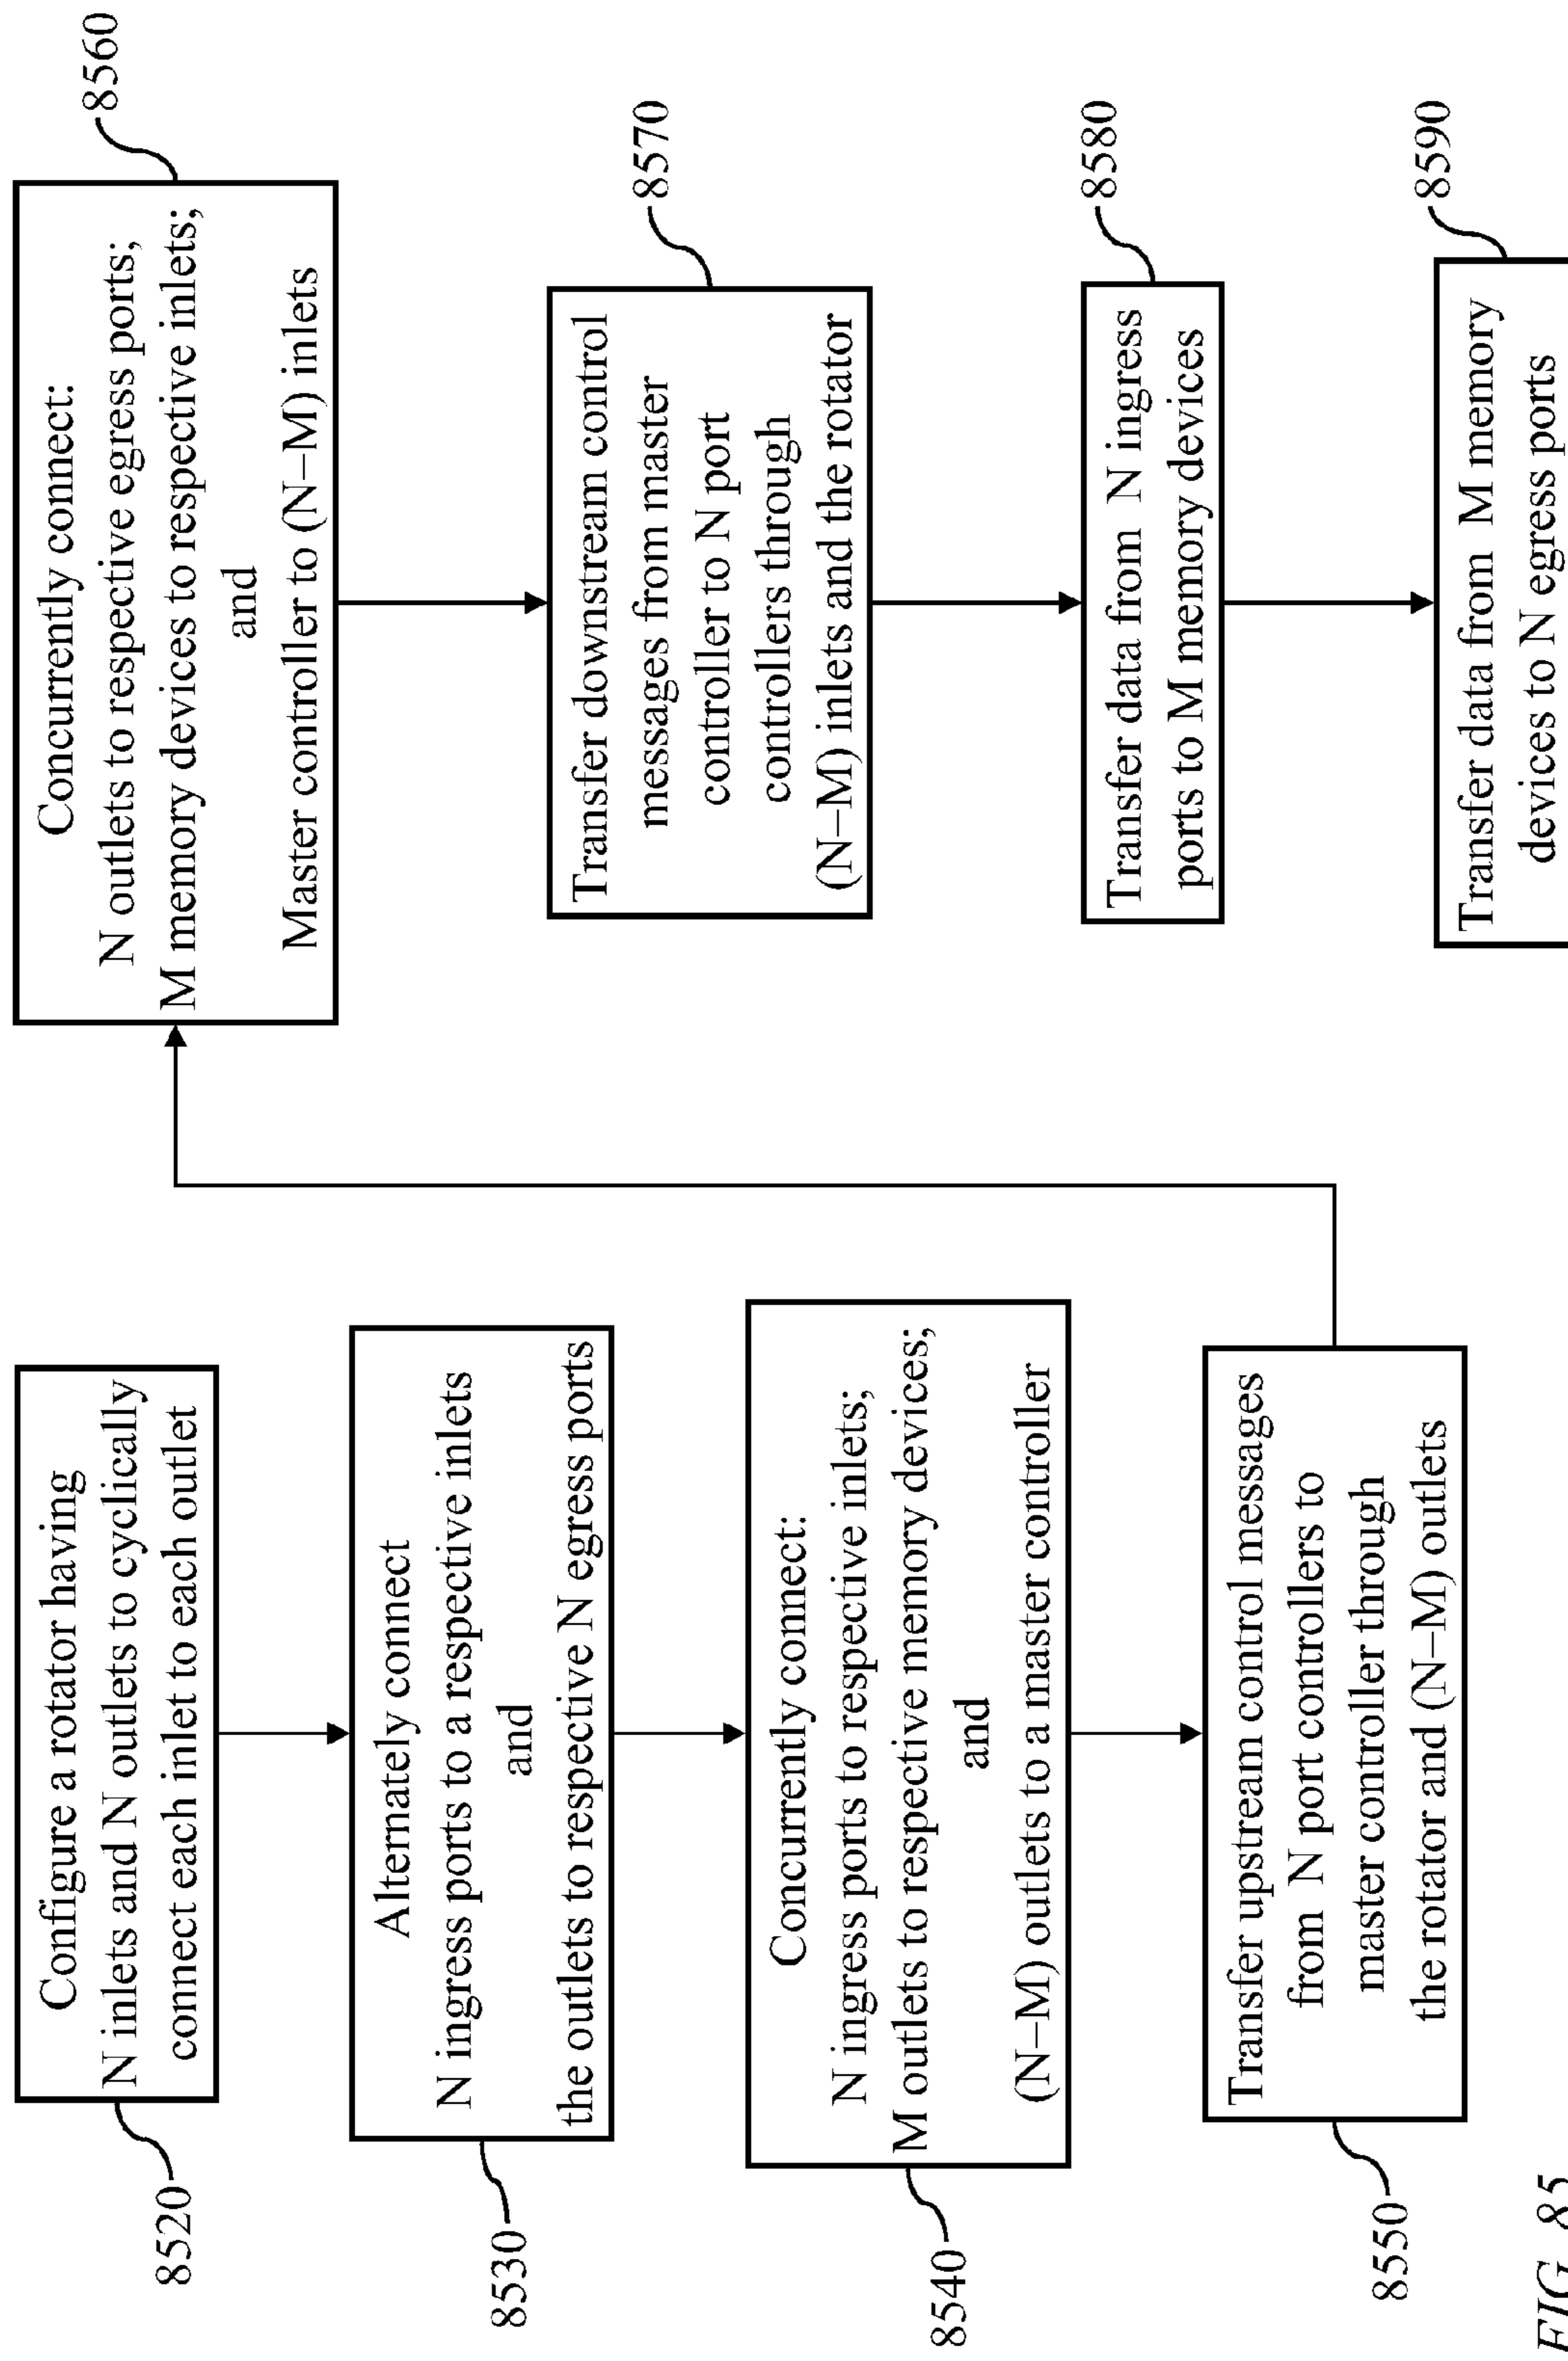 Configure a rotator having
N inlets and N outlets to cyclically
connect each inlet to each outlet
8520
Alternately connect
N ingress ports to a respective inlets
and
the outlets to respective N egress ports
8530
Concurrently connect:
N ingress ports to respective inlets;
M outlets to respective memory devices;
and
(N–M) outlets to a master controller
8540
Transfer upstream control messages
from N port controllers to
master controller through
the rotator and (N–M) outlets
8550
Concurrently connect:
N outlets to respective egress ports;
M memory devices to respective inlets;
and
Master controller to (N–M) inlets
8560
Transfer downstream control
messages from master
controller to N port
controllers through
(N–M) inlets and the rotator
8570
Transfer data from N ingress
ports to M memory devices
8580
Transfer data from M memory
devices to N egress ports
8590
FIG. 85